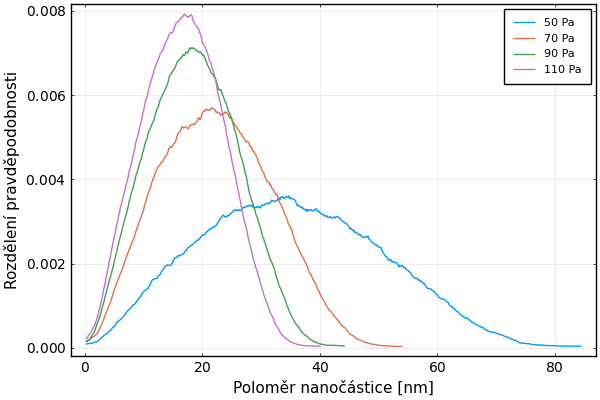 Rozdělení pravděpodobnosti
0.008
0.006
0.004
0.002
0.000
50 Pa
70 Pa
90 Pa
110 Pa
0 20 40 60 80
Poloměr nanočástice [nm]